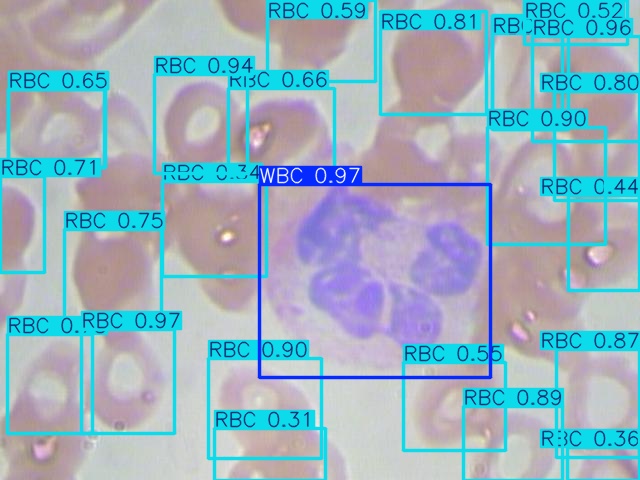 RBC 0.59
RBC 0.52
RBC 0.81
RBC 0.96
RBC 0.94
RBC 0.65
RBC 0.66
RBC 0.80
RBC 0.90
RBC 0.71
RBC 0.34
WBC 0.97
RBC 0.44
RBC 0.75
RBC
RBC 0.97
RBC 0.90
RBC 0.87
RBC 0.89
RBC 0.31
RBC 0.36